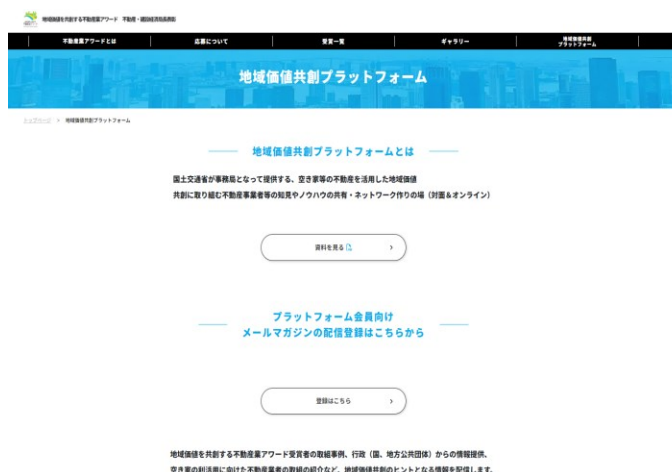 地域価値を共創する不動産業アワード 不動産・建設経済局長表彰
不動産業アワードとは
応募について
受賞一覧
ギャラリー
地域価値共創
プラットフォーム
地域価値共創プラットフォーム
トップページ > 地域価値共創プラットフォーム
地域価値共創プラットフォームとは
国土交通省が事務局となって提供する、空き家等の不動産を活用した地域価値
共創に取り組む不動産事業者等の知見やノウハウの共有・ネットワーク作りの場(対面&オンライン)
資料を見る
プラットフォーム会員向け
メールマガジンの配信登録はこちらから
登録はこちら
地域価値を共創する不動産業アワード受賞者の取組事例、行政(国、地方公共団体)からの情報提供、
空き家の利活用に向けた不動産業者の取組の紹介など、地域価値共創のヒントとなる情報を配信します。